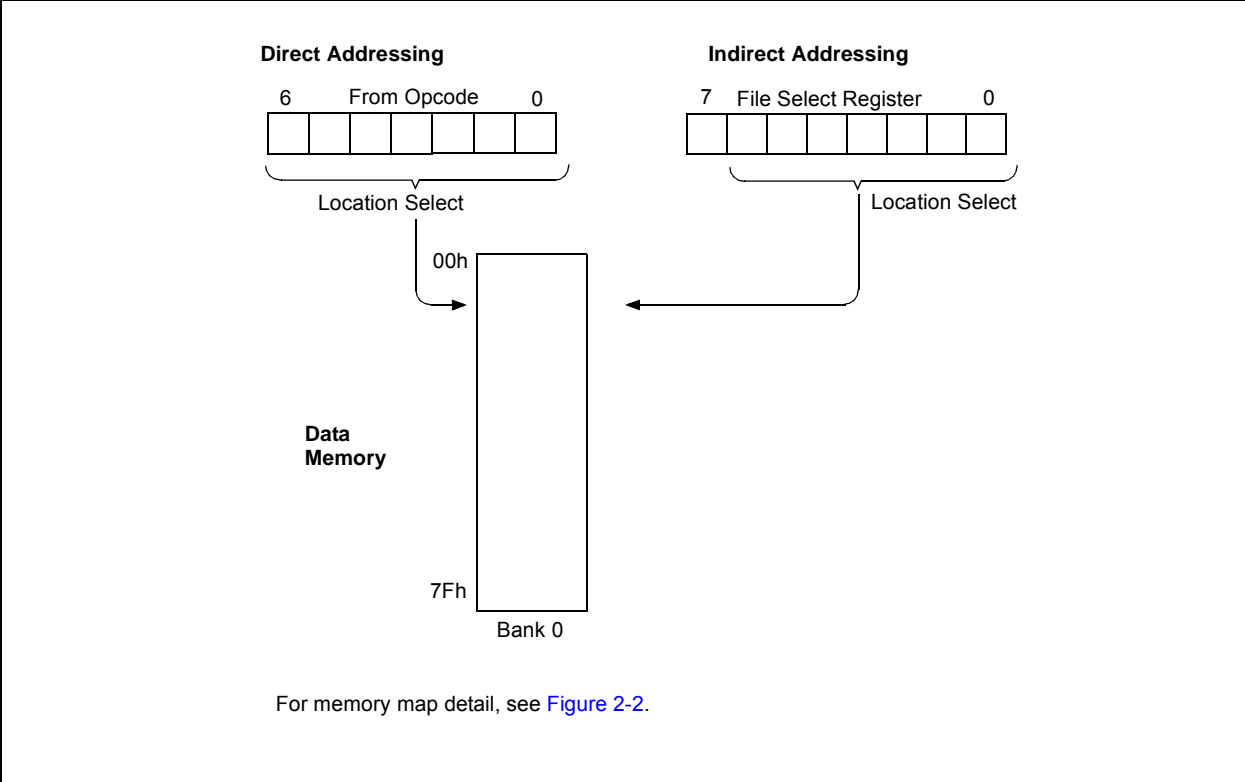 Direct Addressing
Indirect Addressing
6 From Opcode 0
7 File Select Register 0
Location Select
Location Select
00h
Data
Memory
7Fh
Bank 0
For memory map detail, see Figure 2-2.